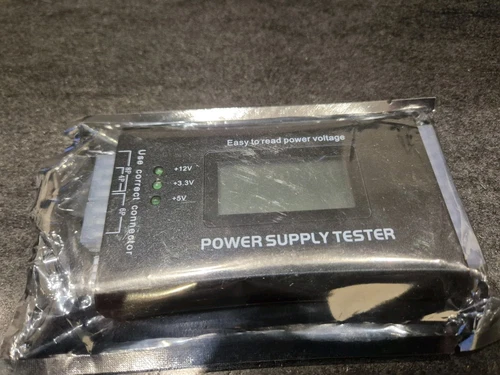 Easy to read power voltage
+12V
+3.3V
+5V
Use correct connector
POWER SUPPLY TESTER